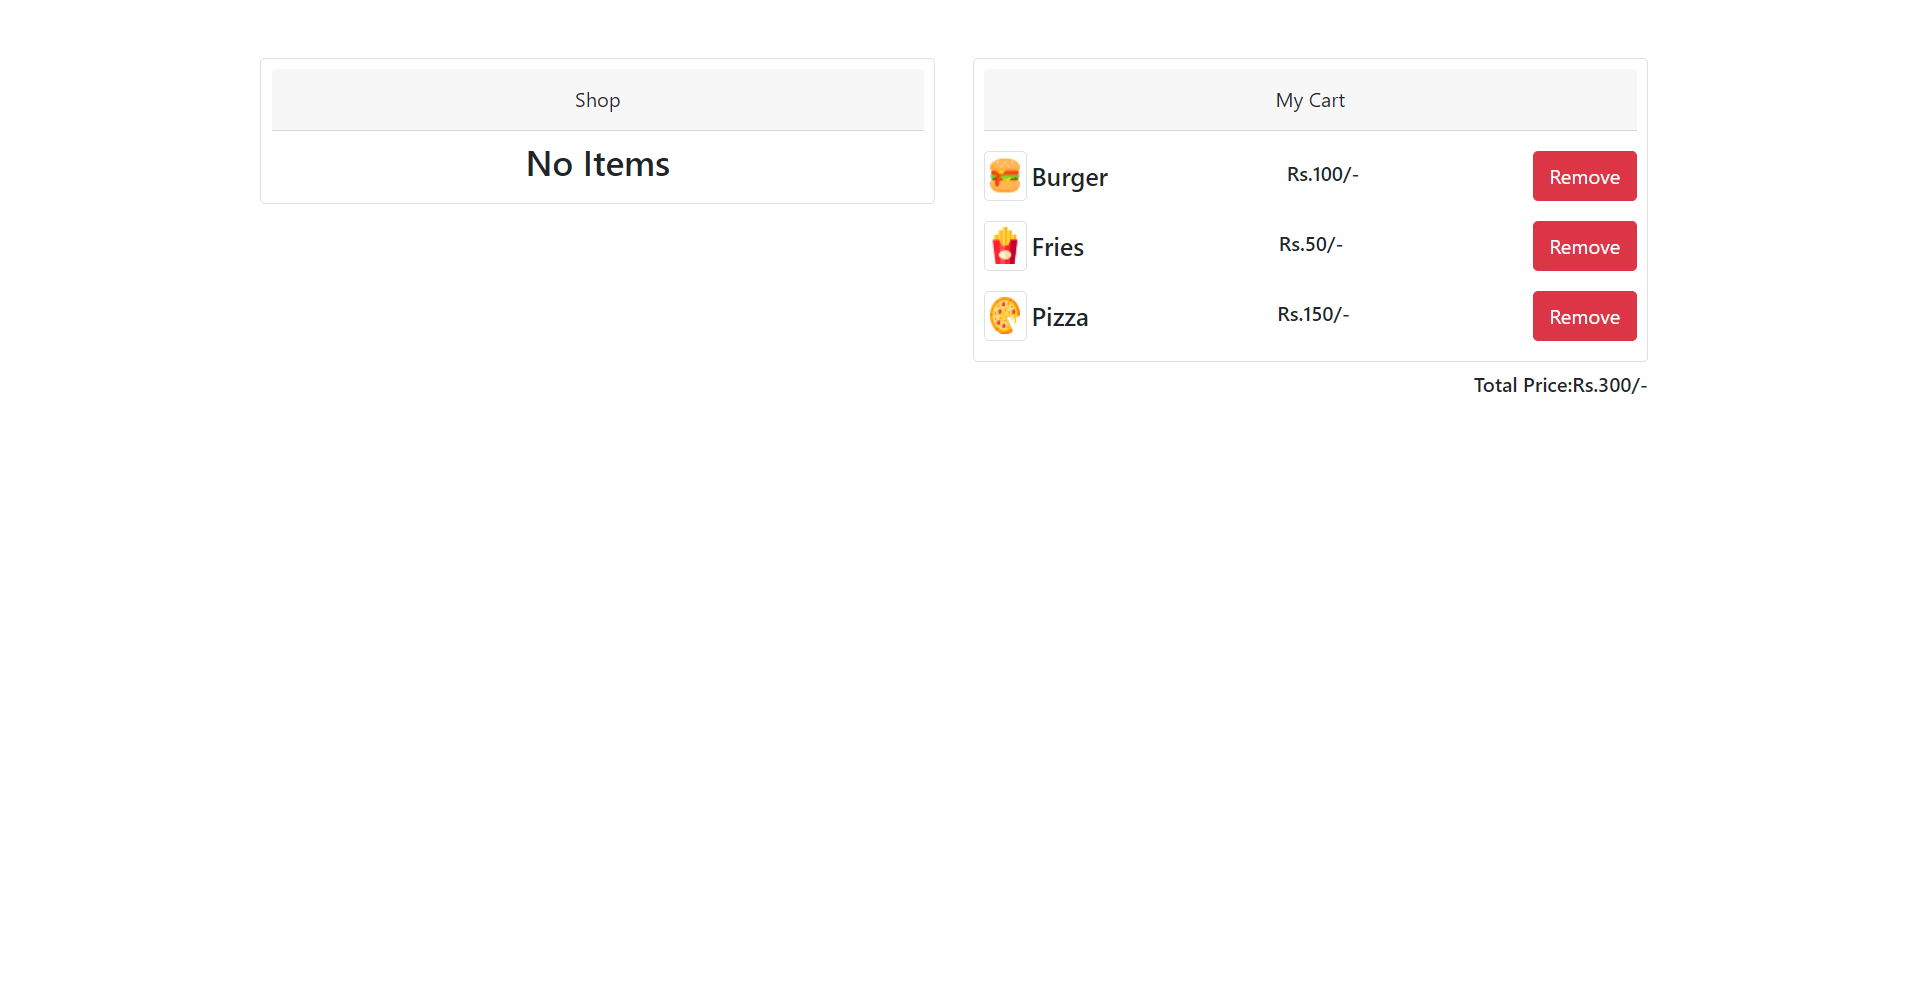 Shop
No Items
My Cart
Burger Rs.100/- Remove
Fries Rs.50/- Remove
Pizza Rs.150/- Remove
Total Price:Rs.300/-